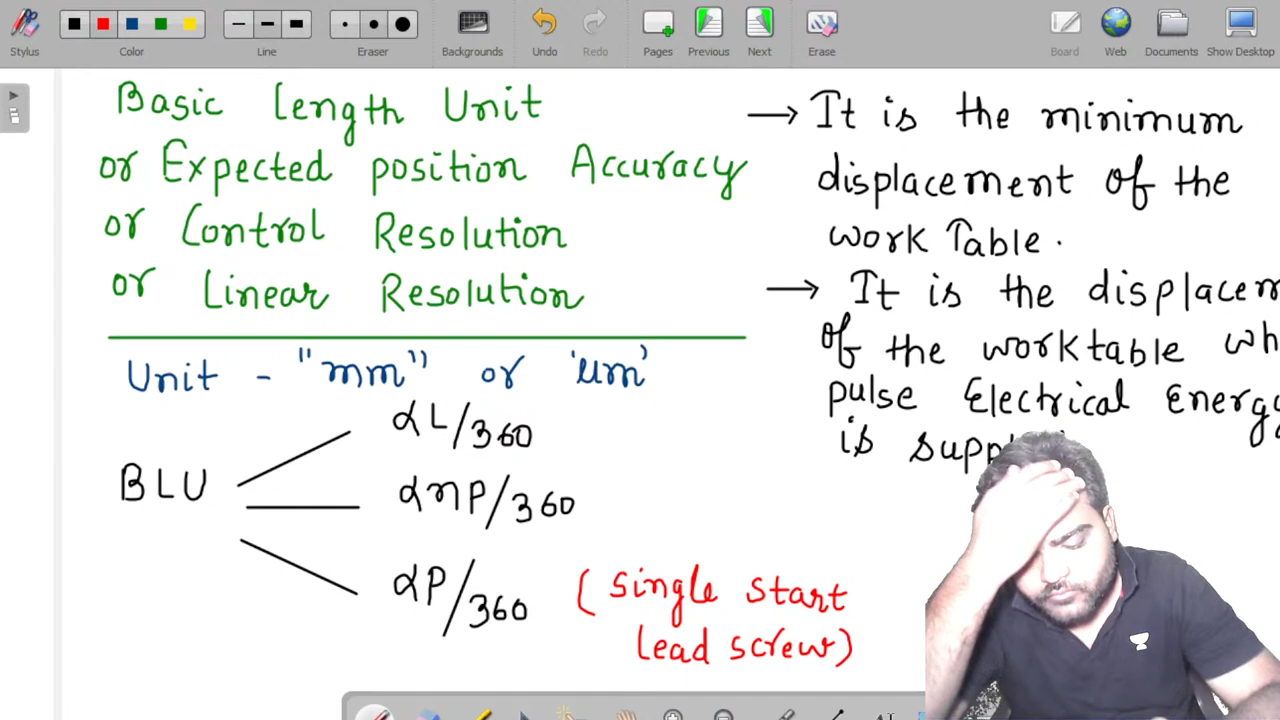 Stylus
Color
Line
Eraser
Backgrounds
Undo
Redo
Pages
Previous
Next
Erase
Board
Web
Documents
Show Desktop
Basic Length Unit
or Expected position Accuracy
or Control Resolution
or Linear Resolution
Unit - "mm" or 'um'
BLU
αL/360
αnP/360
αP/360 (single start
lead screw)
→ It is the minimum
displacement of the
work Table.
→ It is the
of the worktable
pulse Electrical Energy
is